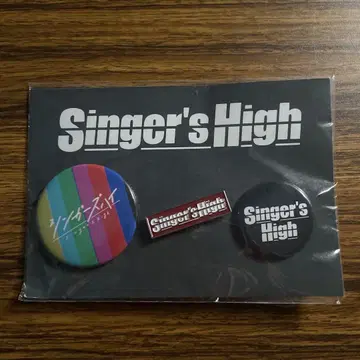 Singer's High
シンガーズハイ
Singer's High
Singer's
High